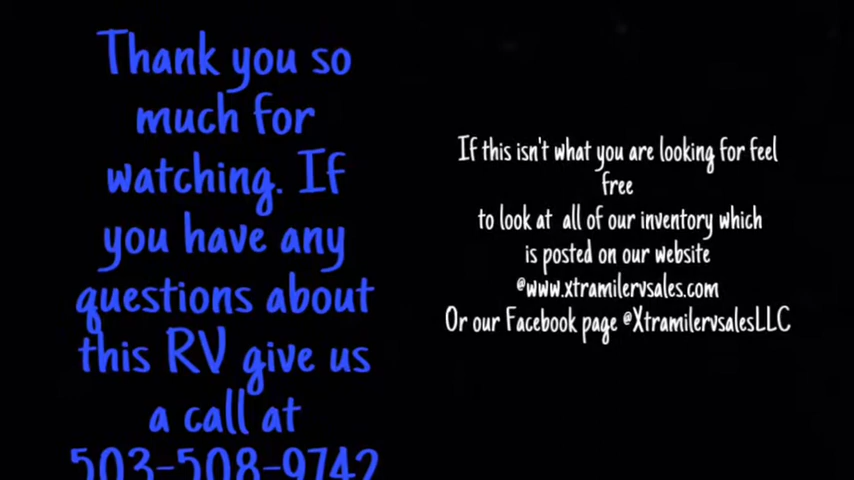 Thank you so
much for
watching. If
you have any
questions about
this RV give us
a call at
503-508-9742
If this isn't what you are looking for feel
free
to look at all of our inventory which
is posted on our website
@www.xtramilervsales.com
Or our Facebook page @XtramilervsalesLLC